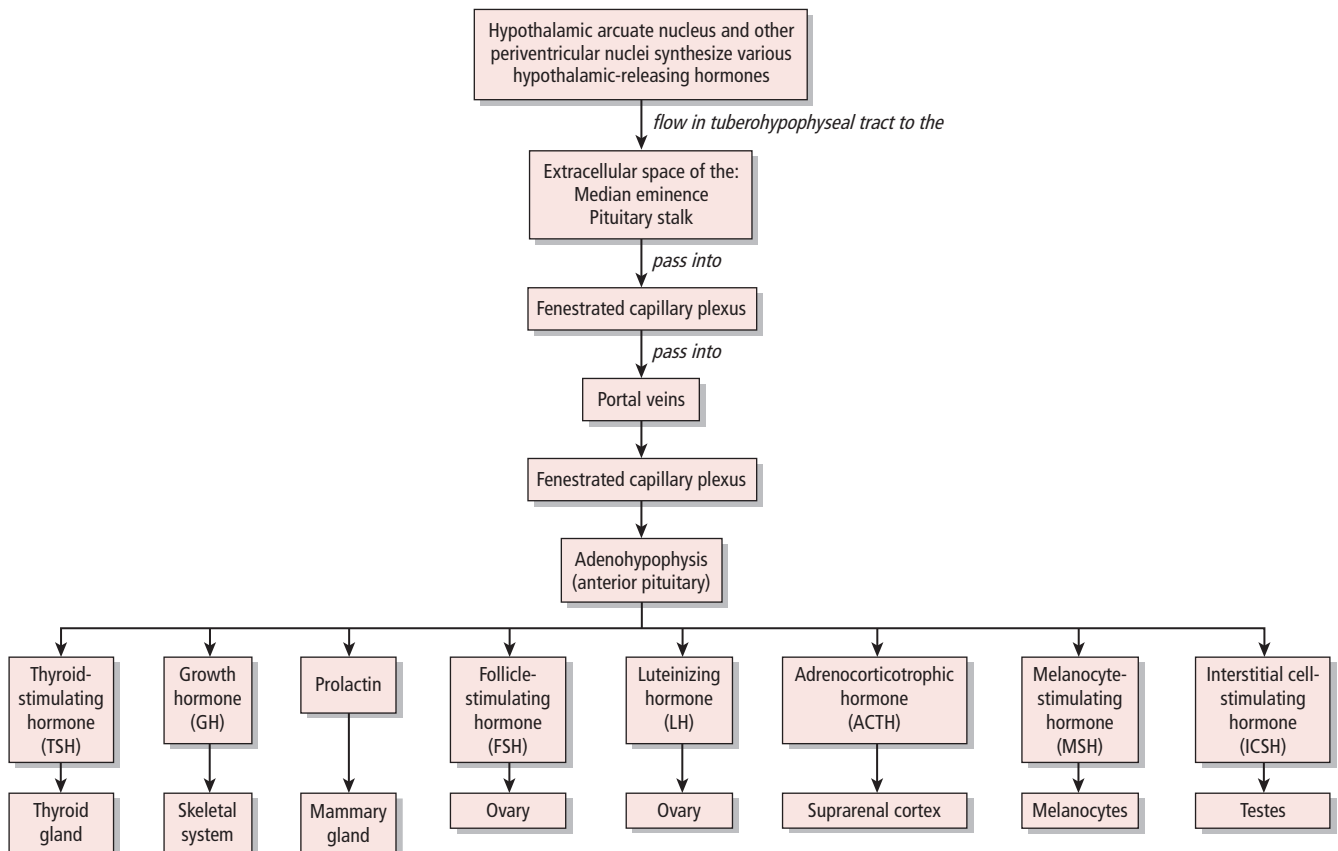 Hypothalamic arcuate nucleus and other
periventricular nuclei synthesize various
hypothalamic-releasing hormones
flow in tuberohypophyseal tract to the
Extracellular space of the:
Median eminence
Pituitary stalk
pass into
Fenestrated capillary plexus
pass into
Portal veins
Fenestrated capillary plexus
Adenohypophysis
(anterior pituitary)
Thyroid-
stimulating
hormone
(TSH)
Growth
hormone
(GH)
Prolactin
Follicle-
stimulating
hormone
(FSH)
Luteinizing
hormone
(LH)
Adrenocorticotrophic
hormone
(ACTH)
Melanocyte-
stimulating
hormone
(MSH)
Interstitial cell-
stimulating
hormone
(ICSH)
Thyroid
gland
Skeletal
system
Mammary
gland
Ovary
Ovary
Suprarenal cortex
Melanocytes
Testes